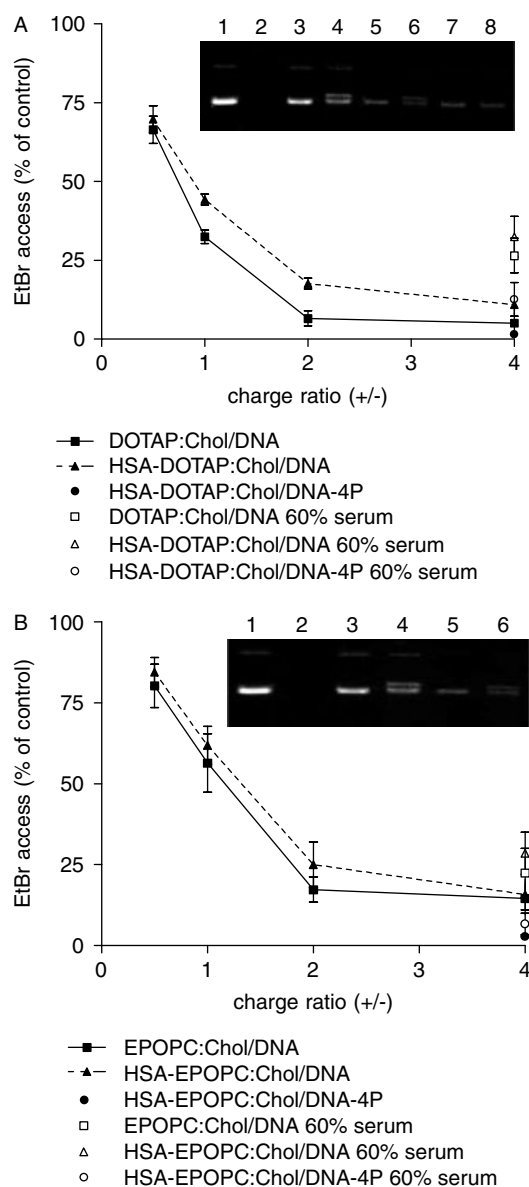 A
100
75
50
25
0
EtBr access (% of control)
1 2 3 4 5 6 7 8
0 1 2 3 4
charge ratio (+/-)
DOTAP:Chol/DNA
HSA-DOTAP:Chol/DNA
HSA-DOTAP:Chol/DNA-4P
DOTAP:Chol/DNA 60% serum
HSA-DOTAP:Chol/DNA 60% serum
HSA-DOTAP:Chol/DNA-4P 60% serum
B
100
75
50
25
0
EtBr access (% of control)
1 2 3 4 5 6
0 1 2 3 4
charge ratio (+/-)
EPOPC:Chol/DNA
HSA-EPOPC:Chol/DNA
HSA-EPOPC:Chol/DNA-4P
EPOPC:Chol/DNA 60% serum
HSA-EPOPC:Chol/DNA 60% serum
HSA-EPOPC:Chol/DNA-4P 60% serum